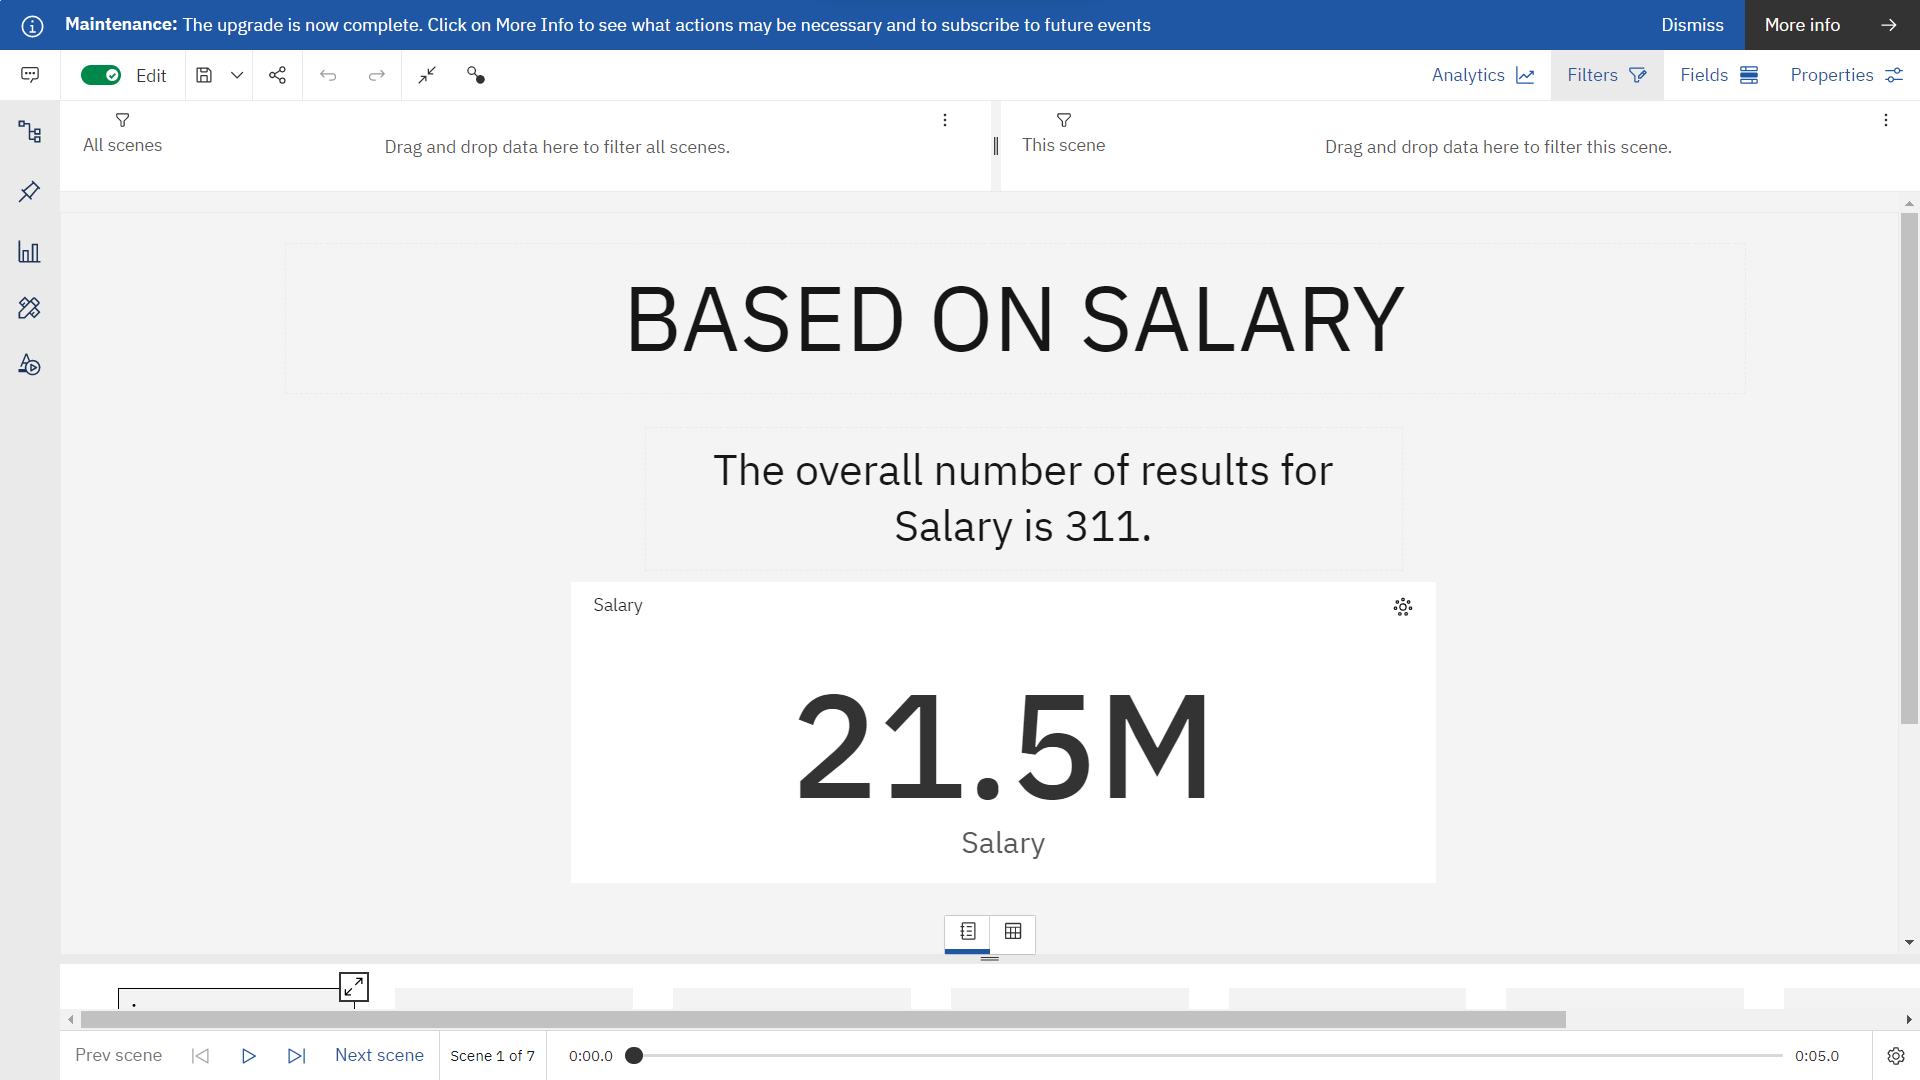 Maintenance: The upgrade is now complete. Click on More Info to see what actions may be necessary and to subscribe to future events
Dismiss
More info
Edit
Analytics
Filters
Fields
Properties
All scenes
Drag and drop data here to filter all scenes.
This scene
Drag and drop data here to filter this scene.
BASED ON SALARY
The overall number of results for
Salary is 311.
Salary
21.5M
Salary
Prev scene
Next scene
Scene 1 of 7
0:00.0
0:05.0